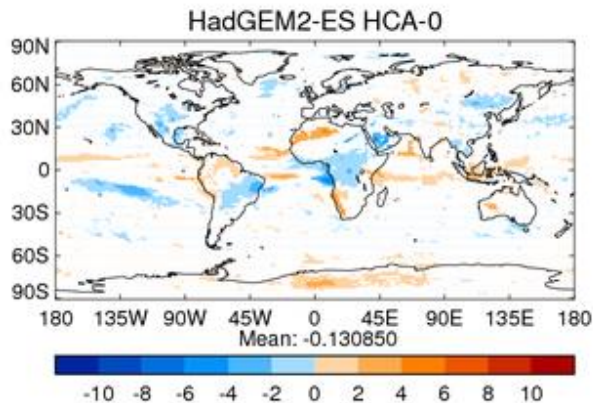 HadGEM2-ES HCA-0
90N
60N
30N
0
30S
60S
90S
180 135W 90W 45W 0 45E 90E 135E 180
Mean: -0.130850
-10 -8 -6 -4 -2 0 2 4 6 8 10